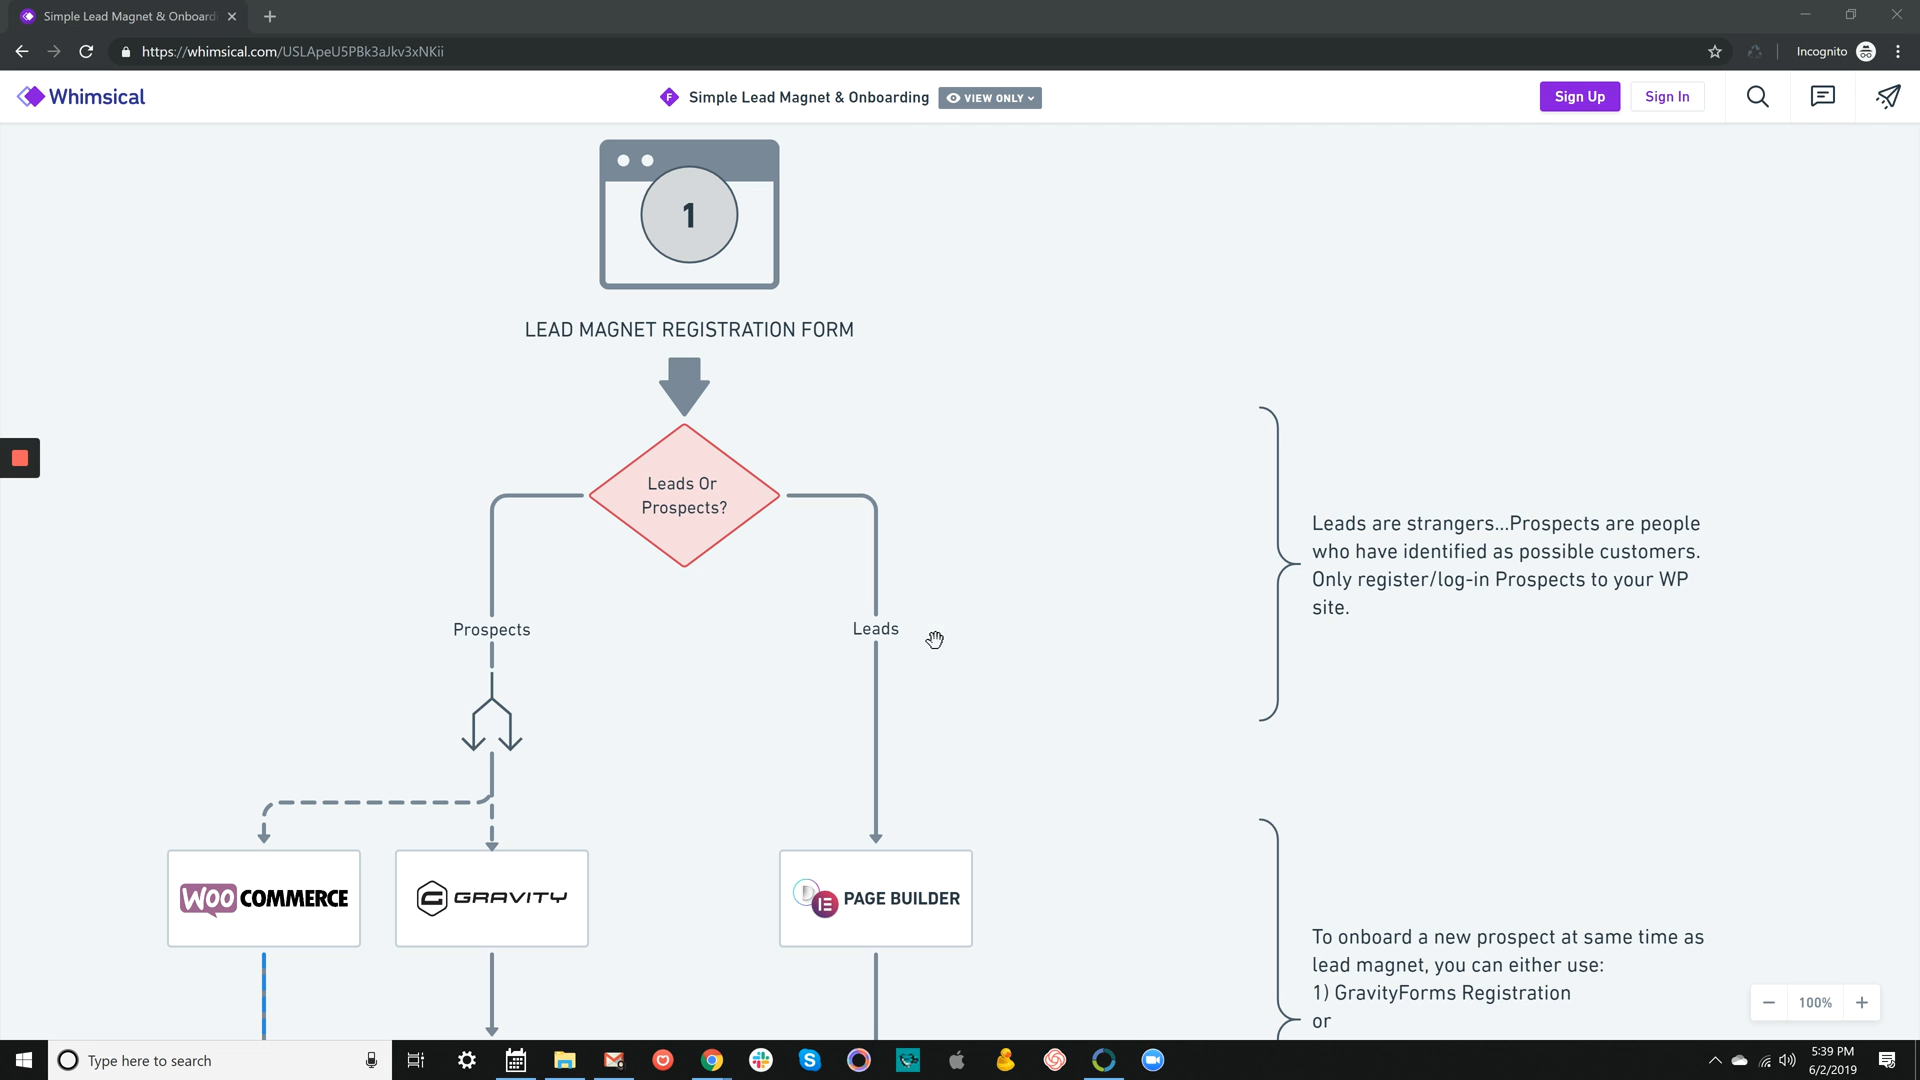 Simple Lead Magnet & Onboardi
https://whimsical.com/USLApeU5PBk3aJkv3xNKii
Incognito
Whimsical
Simple Lead Magnet & Onboarding
VIEW ONLY
Sign Up
Sign In
1
LEAD MAGNET REGISTRATION FORM
Leads Or
Prospects?
Leads are strangers...Prospects are people
who have identified as possible customers.
Only register/log-in Prospects to your WP
site.
Prospects
Leads
WOO COMMERCE
GRAVITY
PAGE BUILDER
To onboard a new prospect at same time as
lead magnet, you can either use:
1) GravityForms Registration
or
100%
Type here to search
5:39 PM
6/2/2019